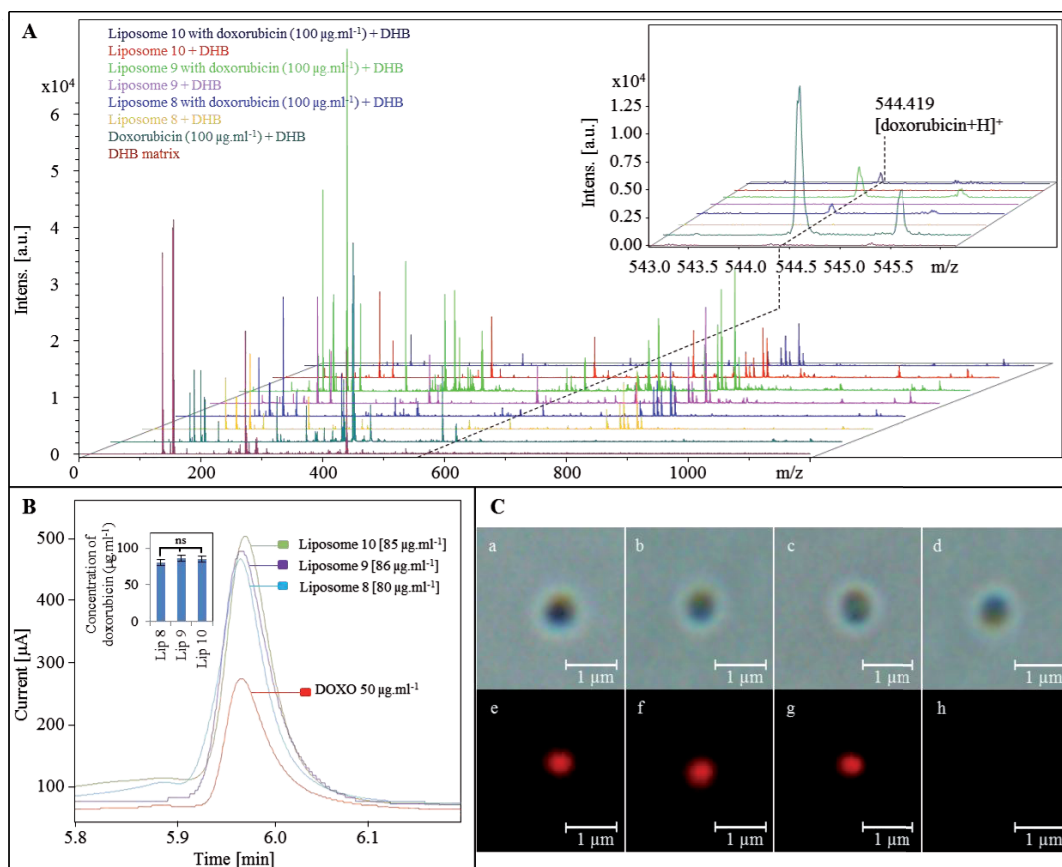 A
Liposome 10 with doxorubicin (100 µg.ml⁻¹) + DHB
Liposome 10 + DHB
Liposome 9 with doxorubicin (100 µg.ml⁻¹) + DHB
Liposome 9 + DHB
Liposome 8 with doxorubicin (100 µg.ml⁻¹) + DHB
Liposome 8 + DHB
Doxorubicin (100 µg.ml⁻¹) + DHB
DHB matrix
x10⁴
6
5
4
3
2
1
0
Intens. [a.u.]
0 200 400 600 800 1000 m/z
x10⁴
1.25
1.00
0.75
0.50
0.25
0.00
Intens. [a.u.]
544.419
[doxorubicin+H]⁺
543.0 543.5 544.0 544.5 545.0 545.5 m/z
B
500
400
300
200
100
Current [µA]
5.8 5.9 6.0 6.1
Time [min]
Concentration of
doxorubicin (µg.ml⁻¹)
100
50
0
ns
Lip 8
Lip 9
Lip 10
Liposome 10 [85 µg.ml⁻¹]
Liposome 9 [86 µg.ml⁻¹]
Liposome 8 [80 µg.ml⁻¹]
DOXO 50 µg.ml⁻¹
C
a b c d
1 µm 1 µm 1 µm 1 µm
e f g h
1 µm 1 µm 1 µm 1 µm